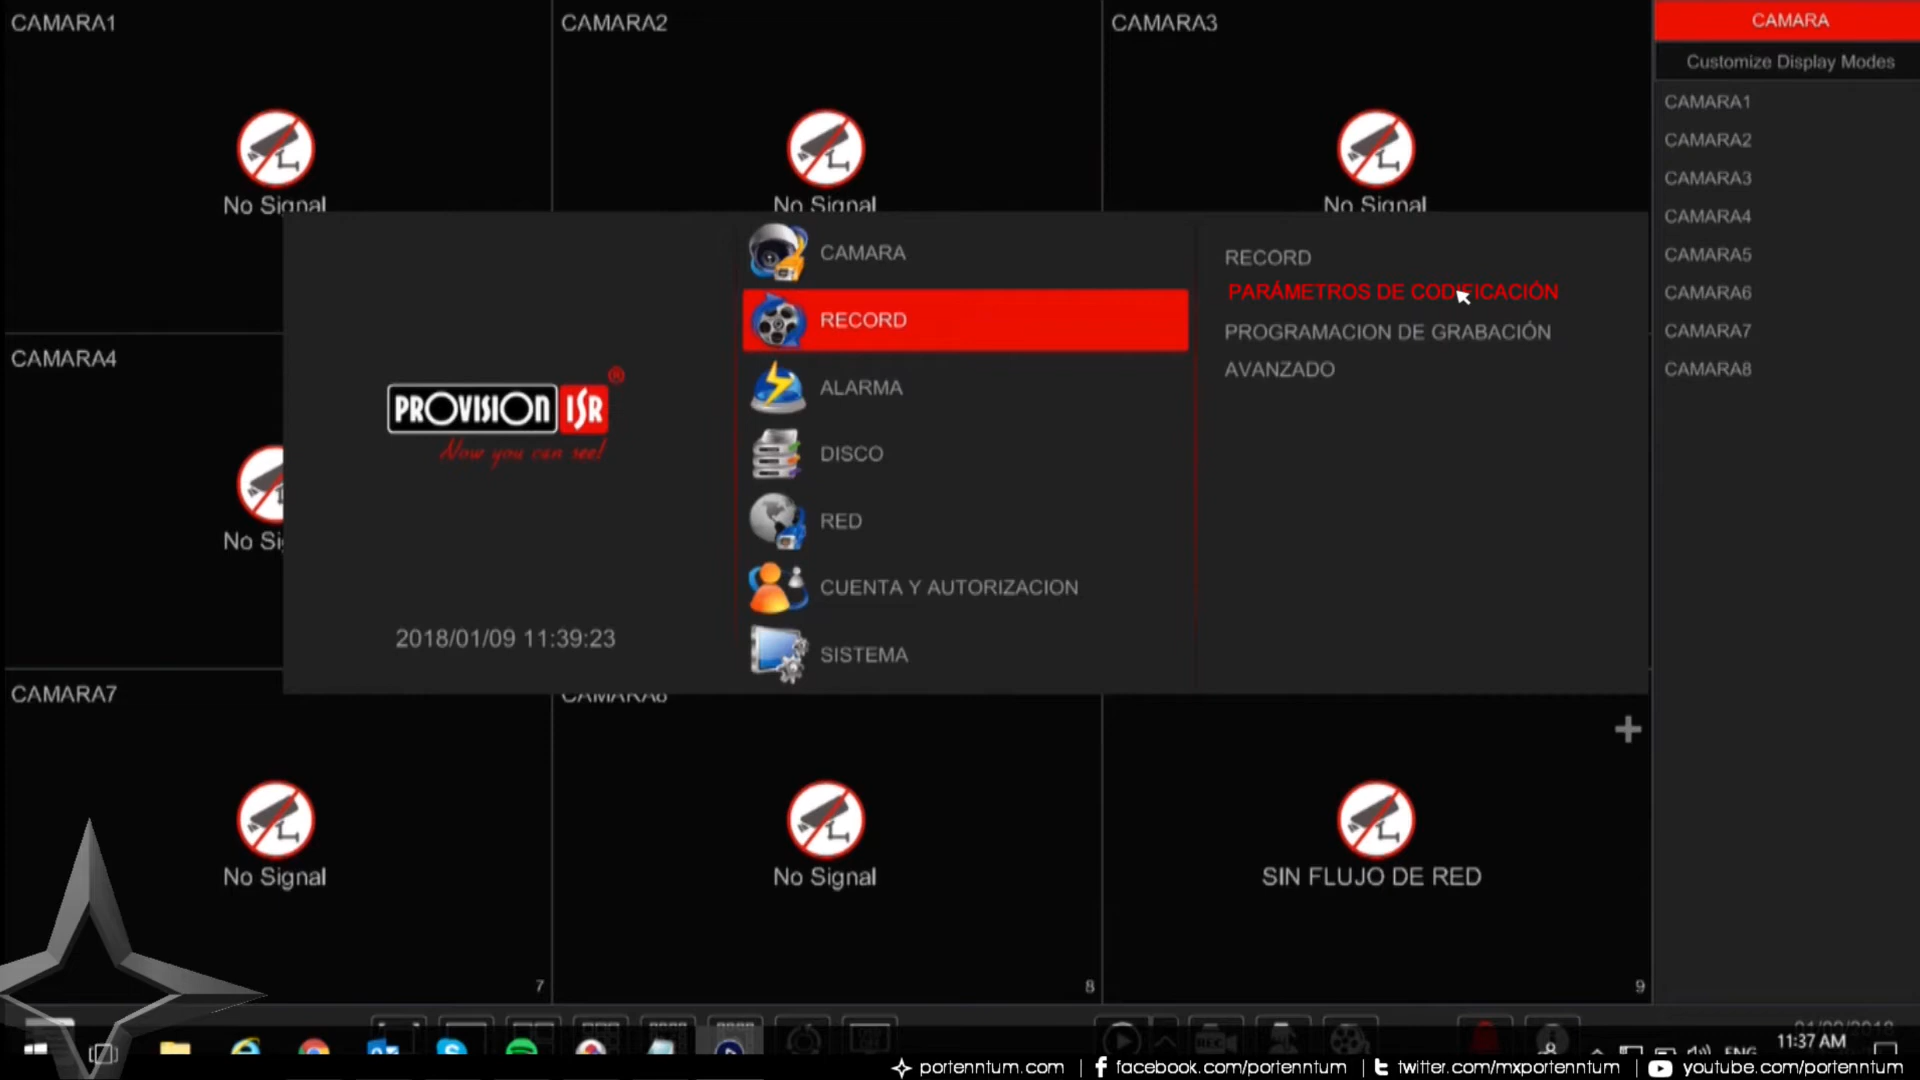 CAMARA1
CAMARA2
CAMARA3
CAMARA
Customize Display Modes
CAMARA1
CAMARA2
CAMARA3
CAMARA4
CAMARA5
CAMARA6
CAMARA7
CAMARA8
No Signal
No Signal
No Signal
CAMARA4
No Si
PROVISION ISR ®
Now you can see!
2018/01/09 11:39:23
CAMARA
RECORD
ALARMA
DISCO
RED
CUENTA Y AUTORIZACION
SISTEMA
RECORD
PARÁMETROS DE CODIFICACIÓN
PROGRAMACION DE GRABACIÓN
AVANZADO
CAMARA7
CAMARA8
No Signal
No Signal
SIN FLUJO DE RED
7
8
9
11:37 AM
ENG
portenntum.com | facebook.com/portenntum | twitter.com/mxportenntum | youtube.com/portenntum